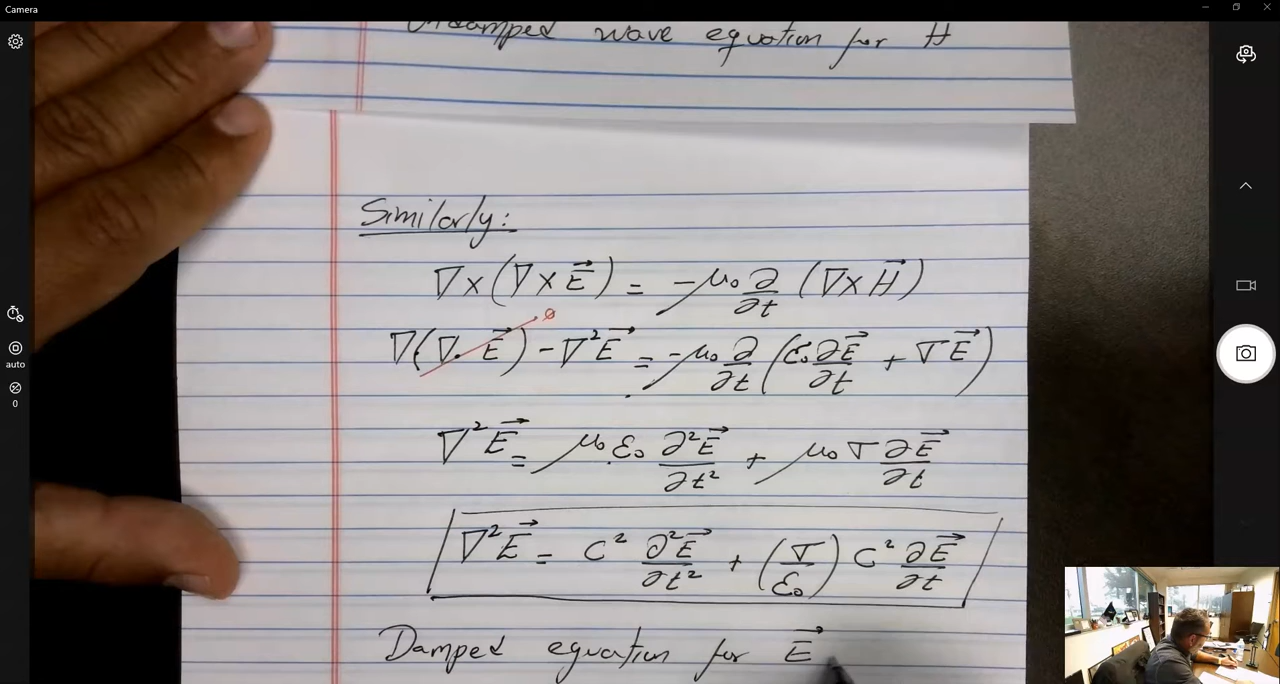 Camera
Undamped wave equation for H
Similarly:
∇×(∇×E⃗) = -μ₀ ∂/∂t (∇×H⃗)
∇(∇·E⃗) - ∇²E⃗ = -μ₀ ∂/∂t (ε₀ ∂E⃗/∂t + σE⃗)
0
∇²E⃗ = μ₀ε₀ ∂²E⃗/∂t² + μ₀σ ∂E⃗/∂t
auto
0
∇²E⃗ = C² ∂²E⃗/∂t² + (σ/ε₀) C² ∂E⃗/∂t
Damped equation for E⃗